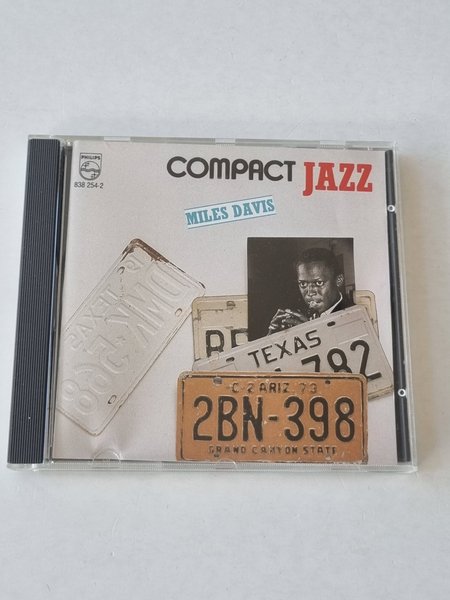 PHILIPS
838 254-2
COMPACT JAZZ
MILES DAVIS
TEXAS
782
C-2 ARIZ 73
2BN-398
GRAND CANYON STATE